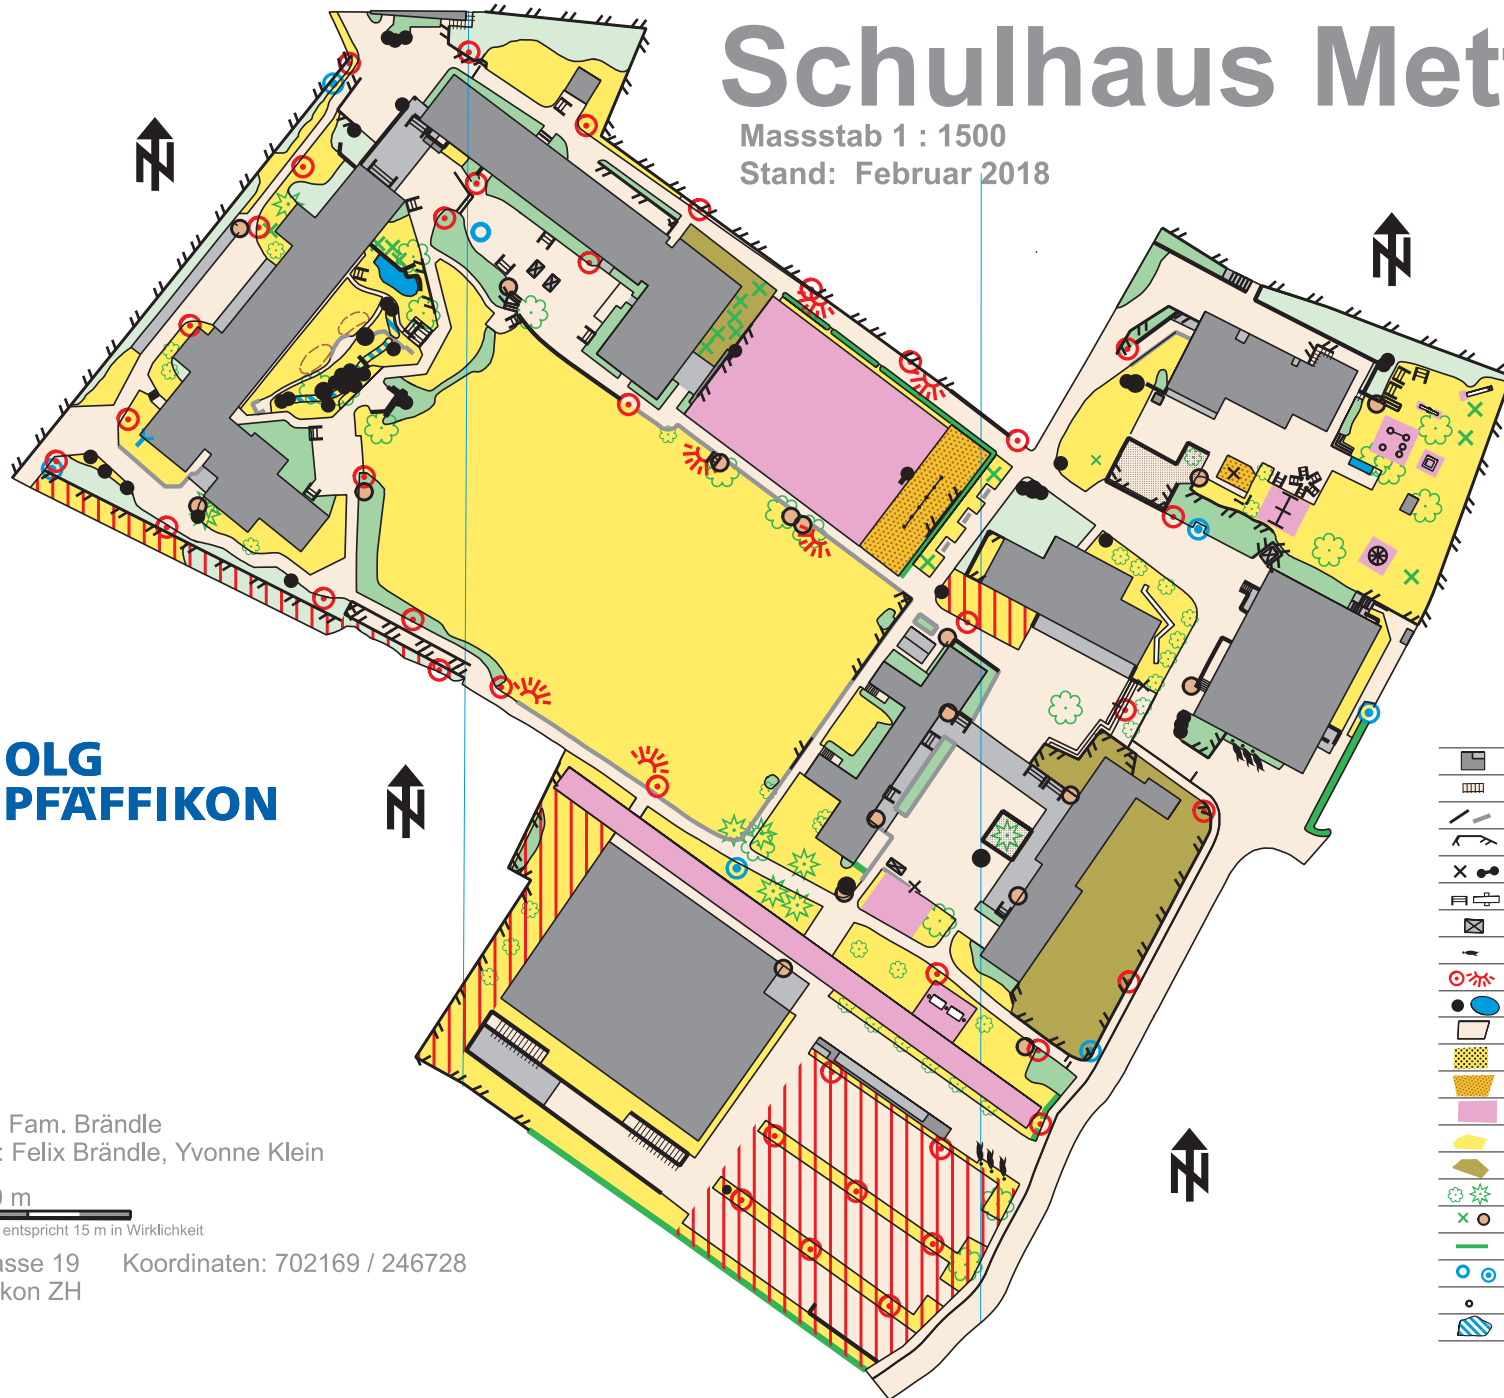 Schulhaus Mett
Massstab 1 : 1500
Stand: Februar 2018
OLG
PFÄFFIKON
Fam. Brändle
: Felix Brändle, Yvonne Klein
m
entspricht 15 m in Wirklichkeit
asse 19 Koordinaten: 702169 / 246728
kon ZH